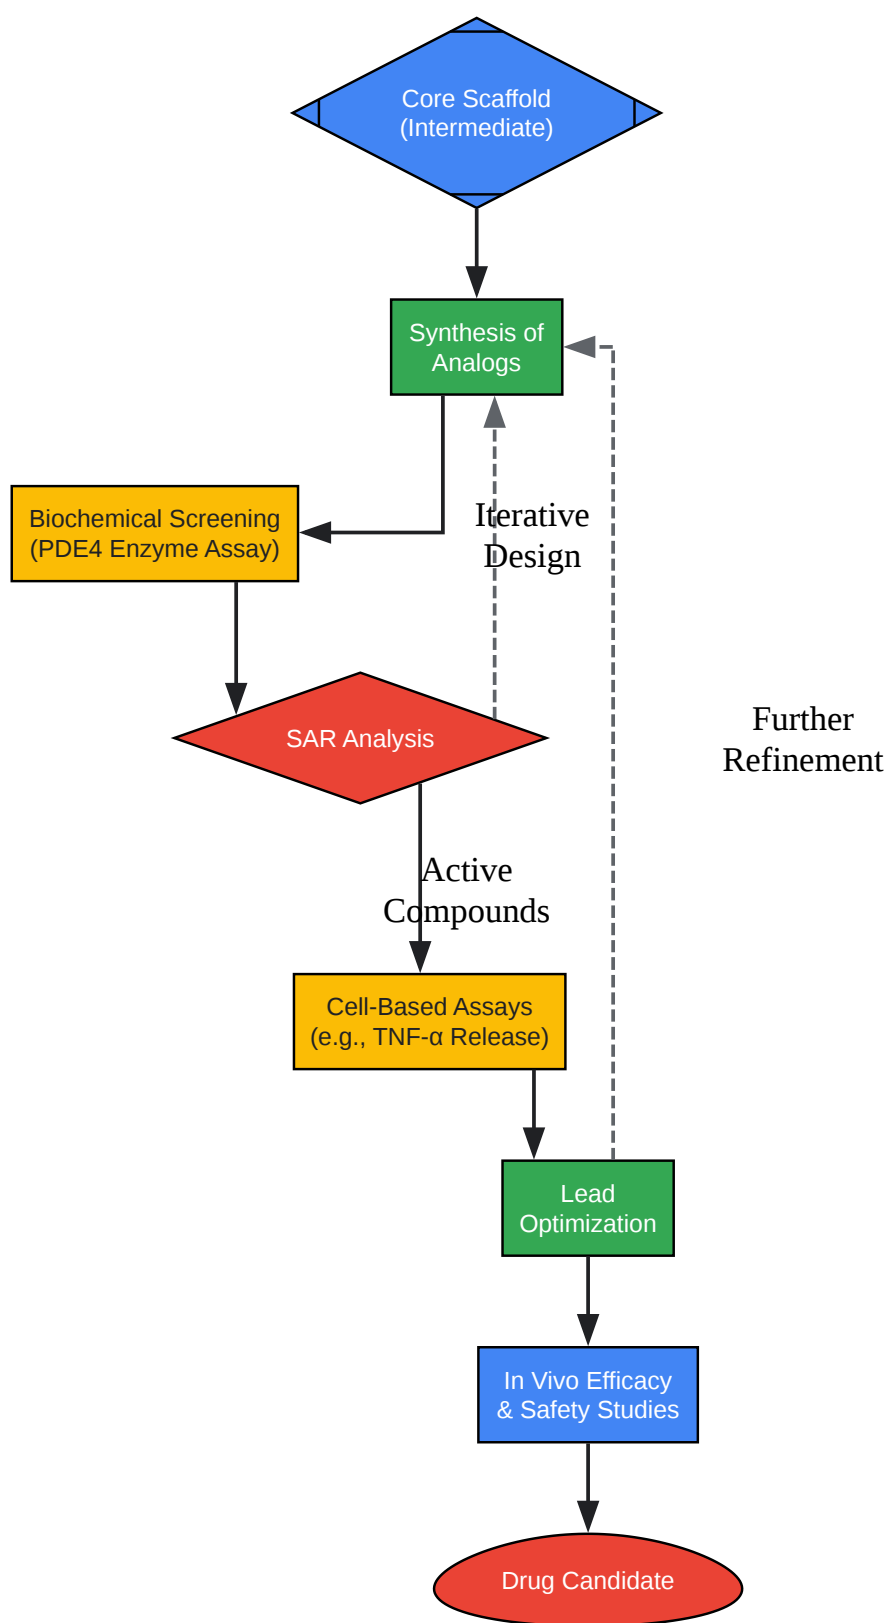 Core Scaffold
(Intermediate)
Synthesis of
Analogs
Biochemical Screening
(PDE4 Enzyme Assay)
Iterative
Design
SAR Analysis
Further
Refinement
Active
Compounds
Cell-Based Assays
(e.g., TNF-α Release)
Lead
Optimization
In Vivo Efficacy
& Safety Studies
Drug Candidate